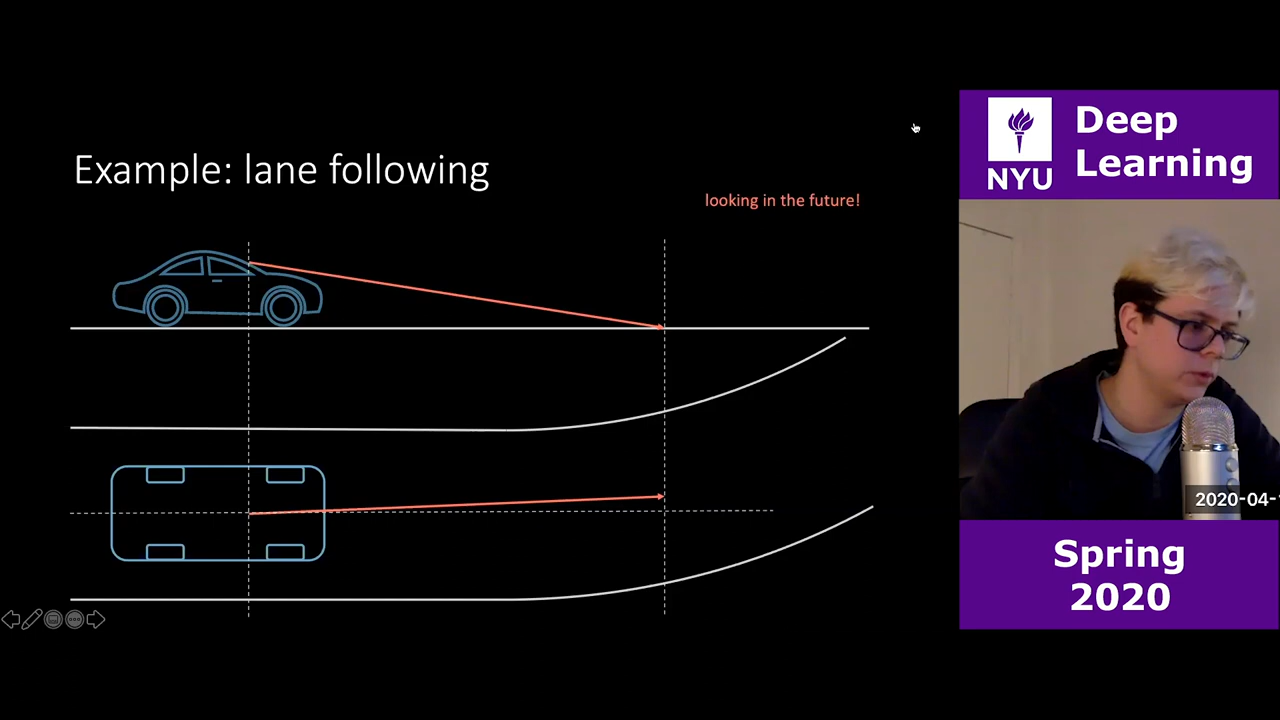 Example: lane following
looking in the future!
NYU
Deep
Learning
2020-04-
Spring
2020